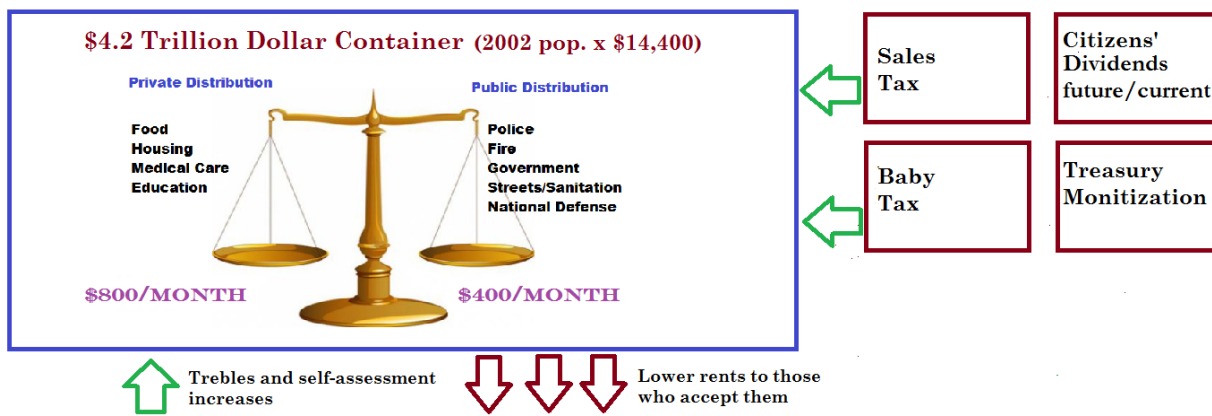 $4.2 Trillion Dollar Container (2002 pop. x $14,400)
Private Distribution
Food
Housing
Medical Care
Education
$800/MONTH
Public Distribution
Police
Fire
Government
Streets/Sanitation
National Defense
$400/MONTH
Sales
Tax
Citizens'
Dividends
future/current
Baby
Tax
Treasury
Monitization
Trebles and self-assessment
increases
Lower rents to those
who accept them